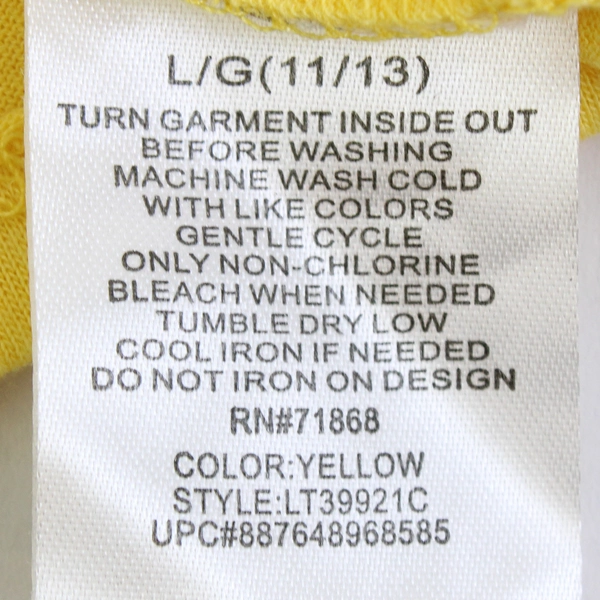 L/G(11/13)
TURN GARMENT INSIDE OUT
BEFORE WASHING
MACHINE WASH COLD
WITH LIKE COLORS
GENTLE CYCLE
ONLY NON-CHLORINE
BLEACH WHEN NEEDED
TUMBLE DRY LOW
COOL IRON IF NEEDED
DO NOT IRON ON DESIGN
RN#71868
COLOR:YELLOW
STYLE:LT39921C
UPC#887648968585